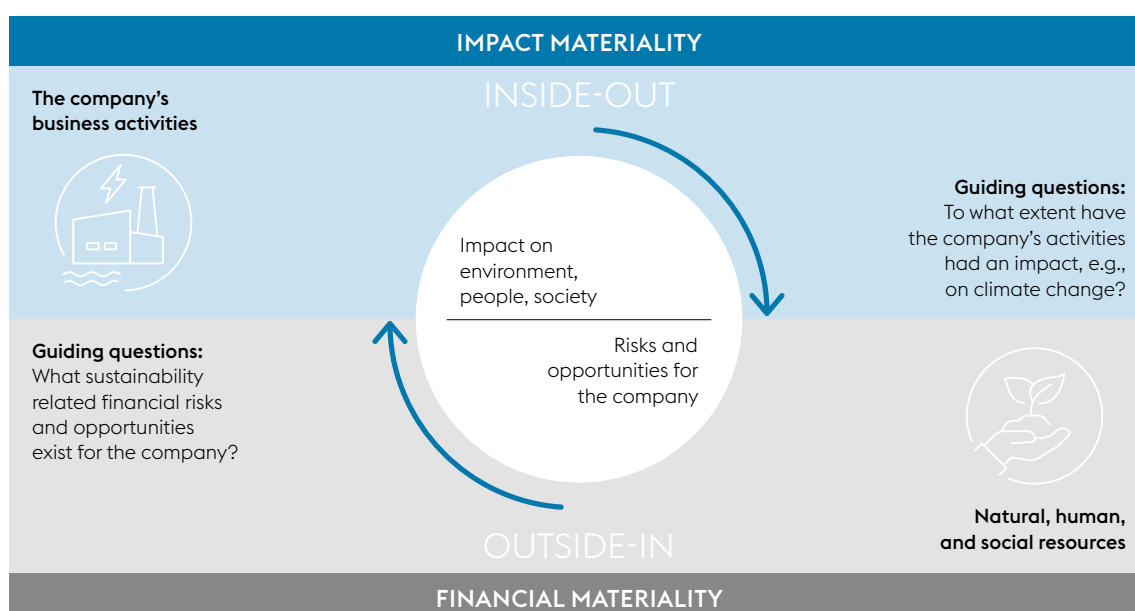 IMPACT MATERIALITY
INSIDE-OUT
The company’s
business activities
Guiding questions:
To what extent have
the company’s activities
had an impact, e.g.,
on climate change?
Impact on
environment,
people, society
Risks and
opportunities for
the company
Guiding questions:
What sustainability
related financial risks
and opportunities
exist for the company?
Natural, human,
and social resources
OUTSIDE-IN
FINANCIAL MATERIALITY